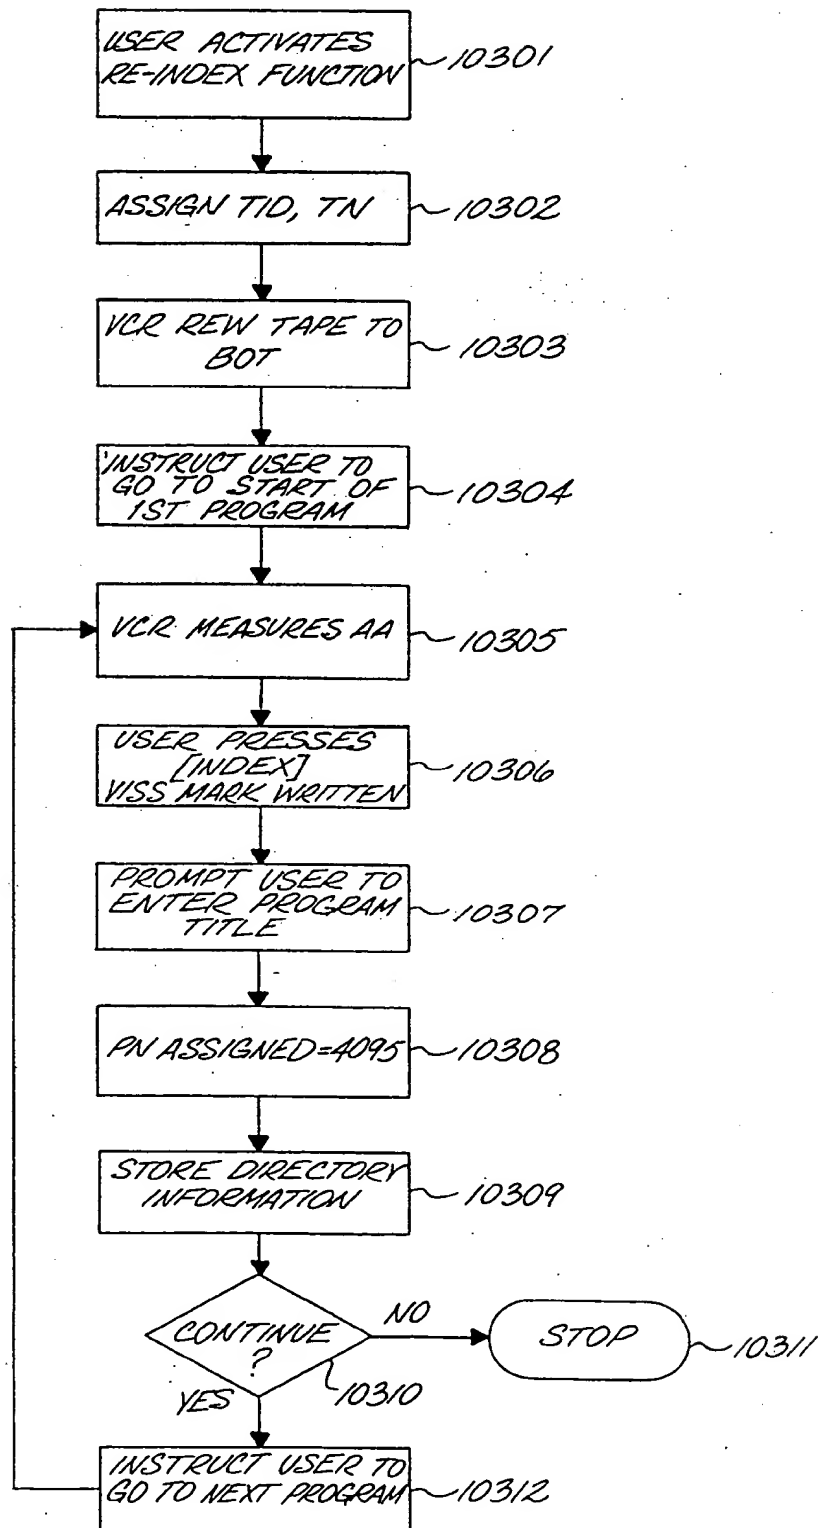 USER ACTIVATES
RE-INDEX FUNCTION
10301
ASSIGN TID, TN
10302
VCR REW TAPE TO
BOT
10303
INSTRUCT USER TO
GO TO START OF
1ST PROGRAM
10304
VCR MEASURES AA
10305
USER PRESSES
[INDEX]
VISS MARK WRITTEN
10306
PROMPT USER TO
ENTER PROGRAM
TITLE
10307
PN ASSIGNED=4095
10308
STORE DIRECTORY
INFORMATION
10309
CONTINUE
?
10310
NO
STOP
10311
YES
INSTRUCT USER TO
GO TO NEXT PROGRAM
10312